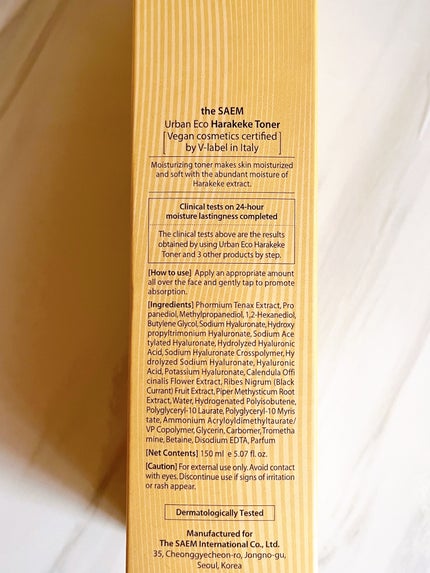 the SAEM
Urban Eco Harakeke Toner
[Vegan cosmetics certified]
by V-label in Italy
Moisturizing toner makes skin moisturized
and soft with the abundant moisture of
Harakeke extract.
Clinical tests on 24-hour
moisture lastingness completed
The clinical tests above are the results
obtained by using Urban Eco Harakeke
Toner and 3 other products by step.
[How to use] Apply an appropriate amount
all over the face and gently tap to promote
absorption.
[Ingredients] Phormium Tenax Extract, Pro
panediol, Methylpropanediol, 1,2-Hexanediol,
Butylene Glycol, Sodium Hyaluronate, Hydroxy
propyltrimonium Hyaluronate, Sodium Ace
tylated Hyaluronate, Hydrolyzed Hyaluronic
Acid, Sodium Hyaluronate Crosspolymer, Hy
drolyzed Sodium Hyaluronate, Hyaluronic
Acid, Potassium Hyaluronate, Calendula Offi
cinalis Flower Extract, Ribes Nigrum (Black
Currant) Fruit Extract, Piper Methysticum Root
Extract, Water, Hydrogenated Polyisobutene,
Polyglyceryl-10 Laurate, Polyglyceryl-10 Myris
tate, Ammonium Acryloyldimethyltaurate/
VP Copolymer, Glycerin, Carbomer, Trometha
mine, Betaine, Disodium EDTA, Parfum
[Net Contents] 150 ml e 5.07 fl. oz.
[Caution] For external use only. Avoid contact
with eyes. Discontinue use if signs of irritation
or rash appear.
Dermatologically Tested
Manufactured for
The SAEM International Co., Ltd.
35, Cheonggyecheon-ro, Jongno-gu,
Seoul, Korea